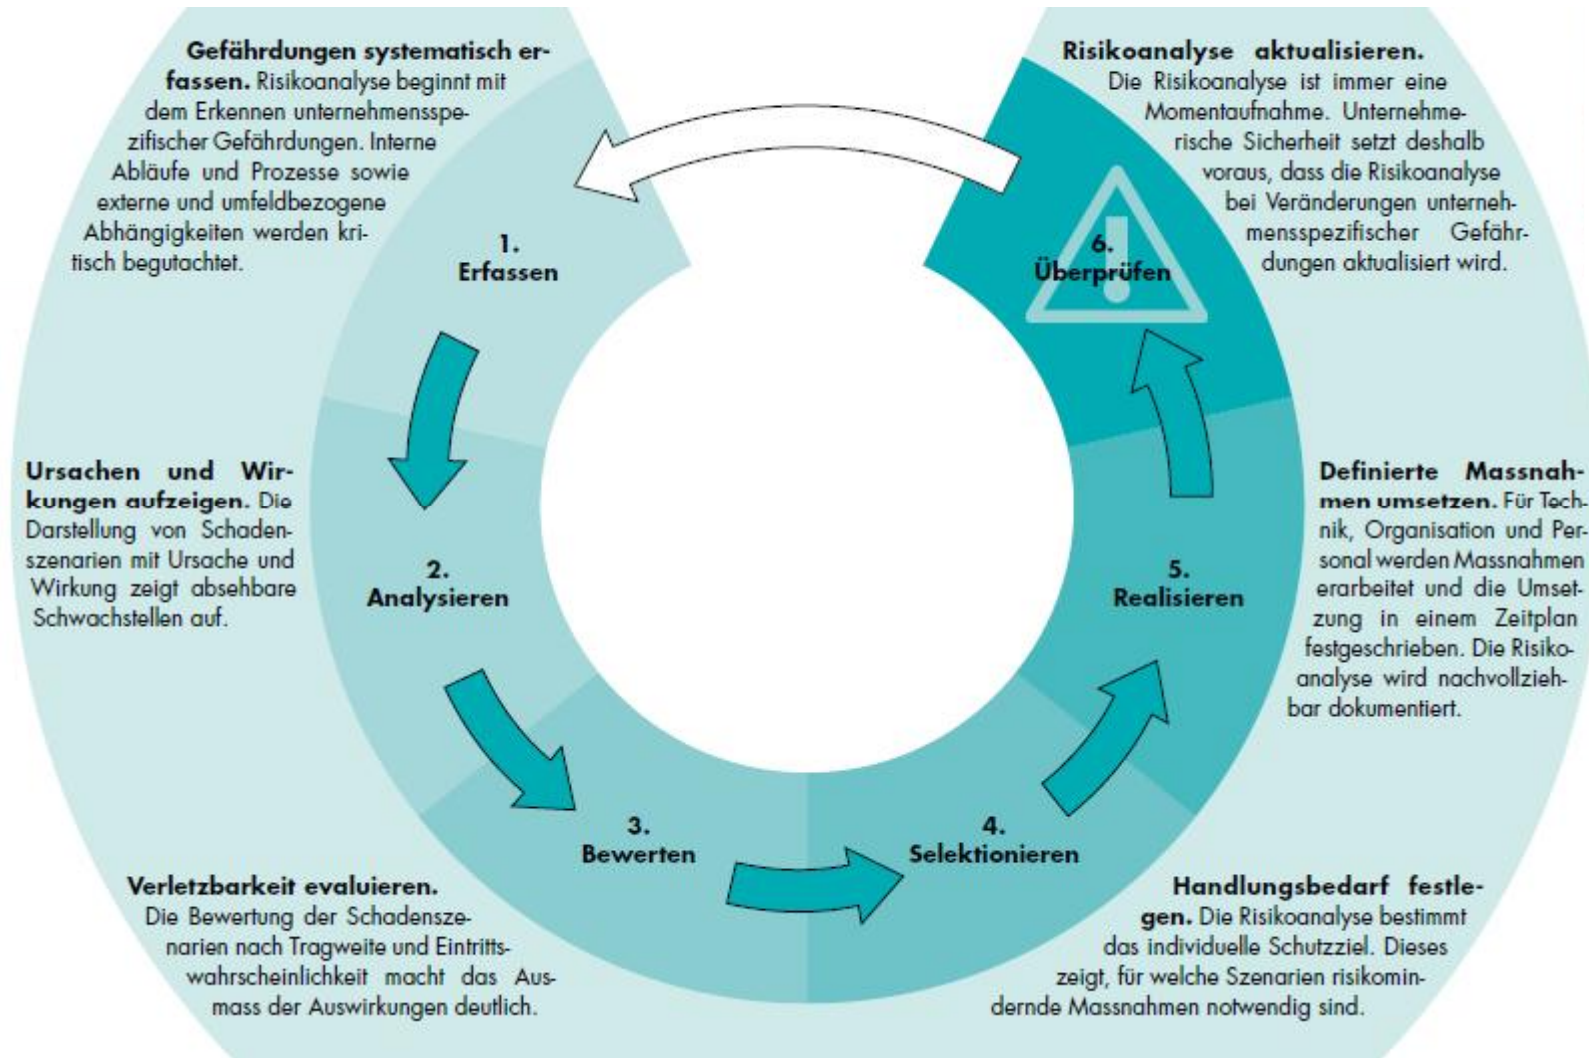 Gefährdungen systematisch er-
fassen. Risikoanalyse beginnt mit
dem Erkennen unternehmensspe-
zifischer Gefährdungen. Interne
Abläufe und Prozesse sowie
externe und umfeldbezogene
Abhängigkeiten werden kri-
tisch begutachtet.
1.
Erfassen
Ursachen und Wir-
kungen aufzeigen. Die
Darstellung von Schaden-
szenarien mit Ursache und
Wirkung zeigt absehbare
Schwachstellen auf.
2.
Analysieren
Verletzbarkeit evaluieren.
Die Bewertung der Schadensze-
narien nach Tragweite und Eintritts-
wahrscheinlichkeit macht das Aus-
mass der Auswirkungen deutlich.
3.
Bewerten
4.
Selektionieren
Handlungsbedarf festle-
gen. Die Risikoanalyse bestimmt
das individuelle Schutzziel. Dieses
zeigt, für welche Szenarien risikomin-
dernde Massnahmen notwendig sind.
5.
Realisieren
Definierte Massnah-
men umsetzen. Für Tech-
nik, Organisation und Per-
sonal werden Massnahmen
erarbeitet und die Umset-
zung in einem Zeitplan
festgeschrieben. Die Risiko-
analyse wird nachvollzieh-
bar dokumentiert.
6.
Überprüfen
Risikoanalyse aktualisieren.
Die Risikoanalyse ist immer eine
Momentaufnahme. Unternehme-
rische Sicherheit setzt deshalb
voraus, dass die Risikoanalyse
bei Veränderungen unterneh-
mensspezifischer Gefähr-
dungen aktualisiert wird.